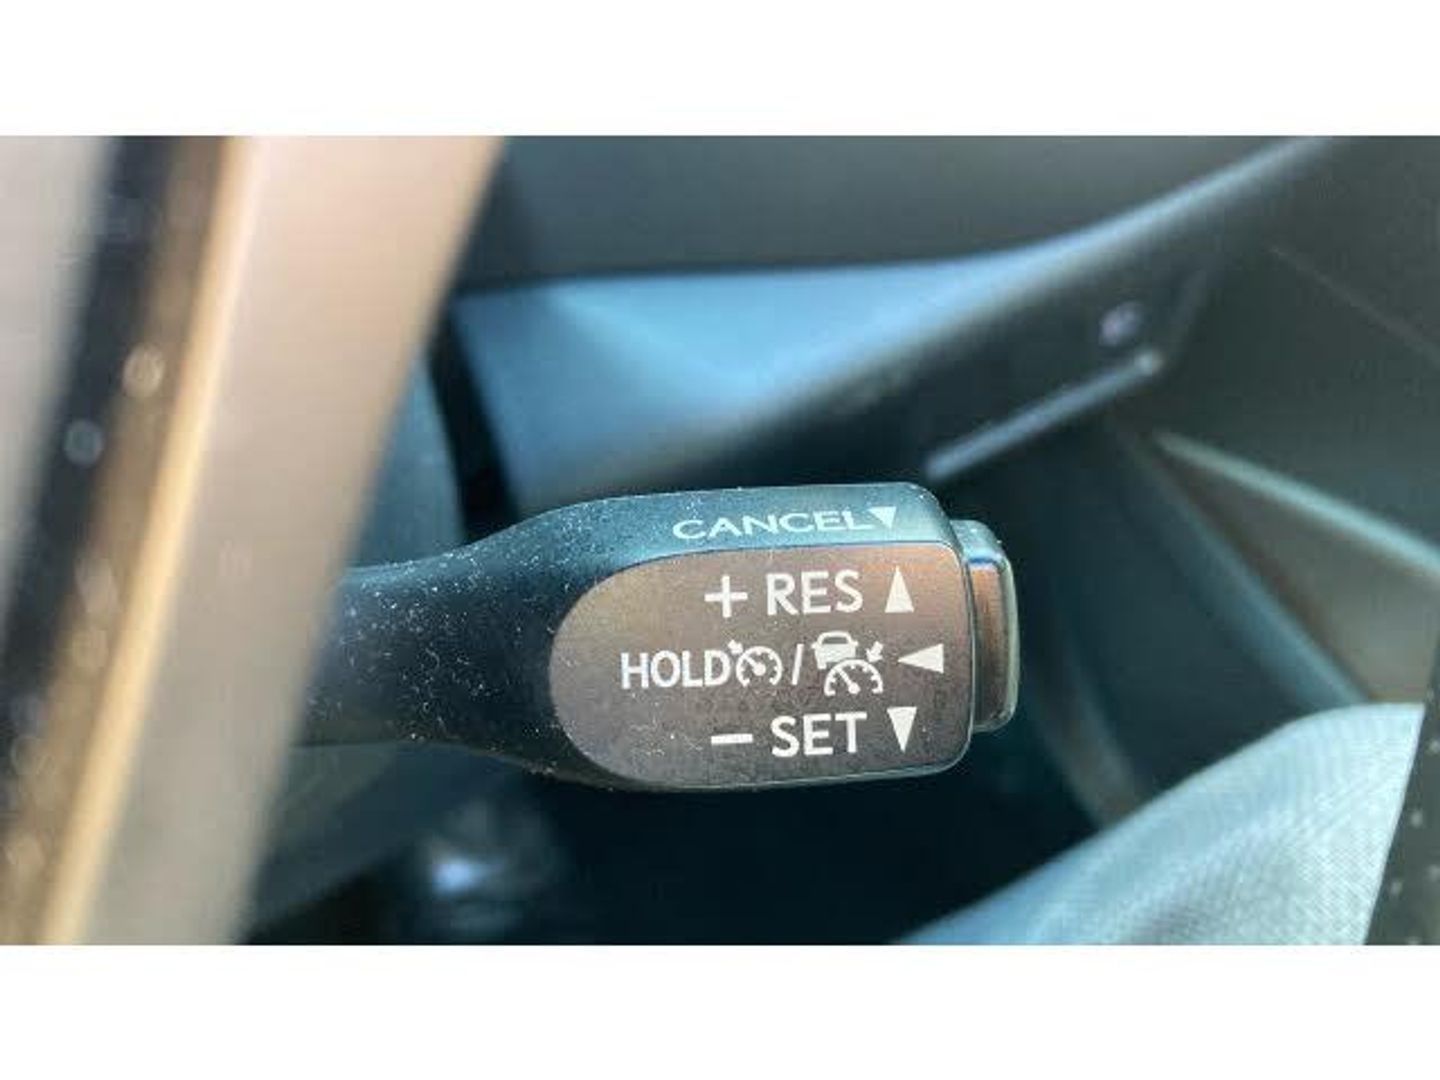 CANCEL▼
+ RES ▲
HOLD / ◀
− SET ▼